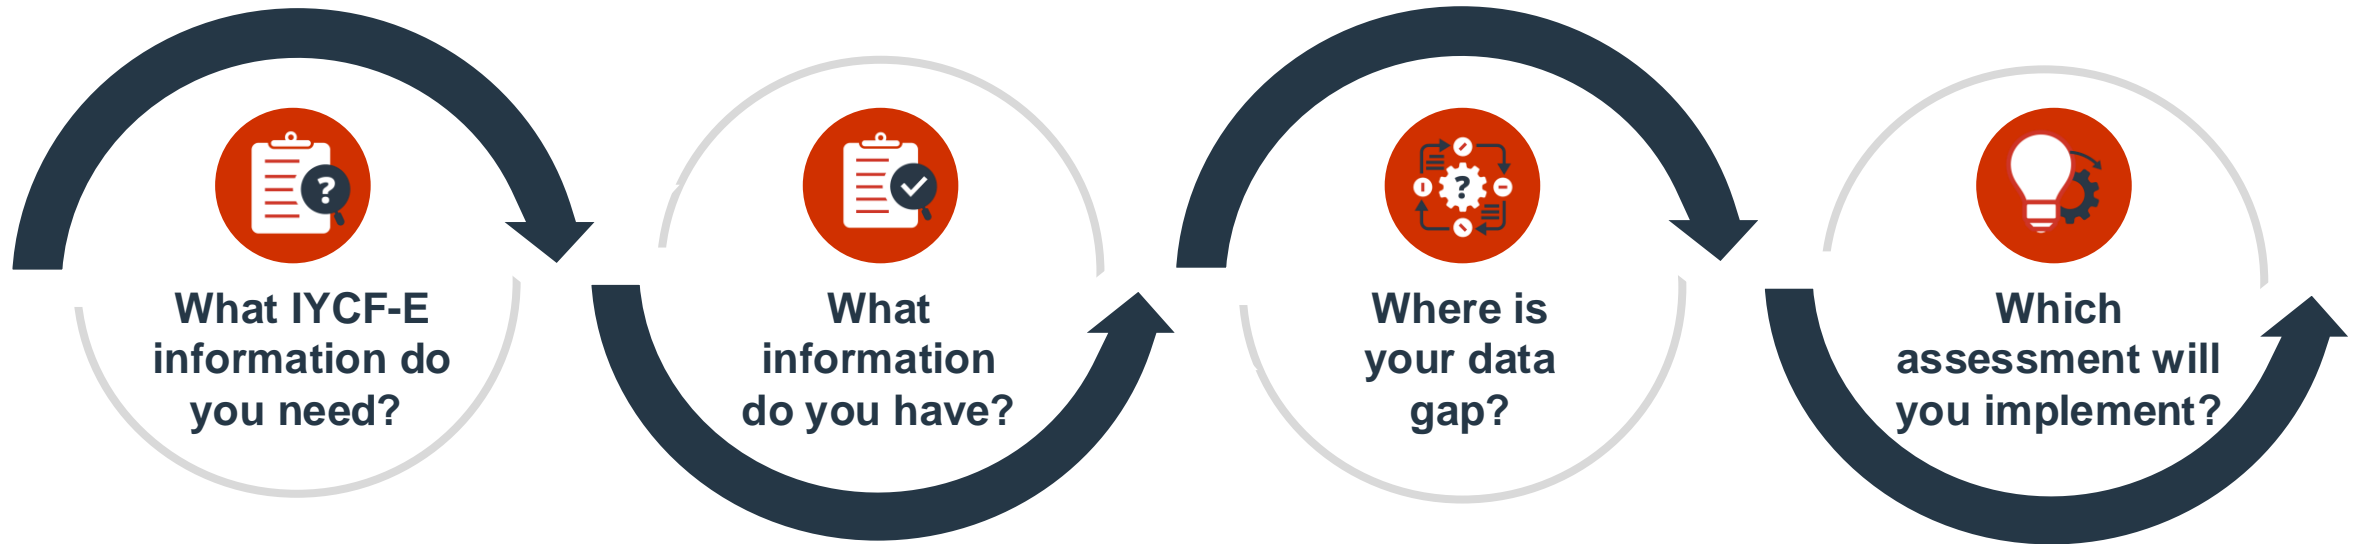 What IYCF-E
information do
you need?
What
information
do you have?
Where is
your data
gap?
Which
assessment will
you implement?